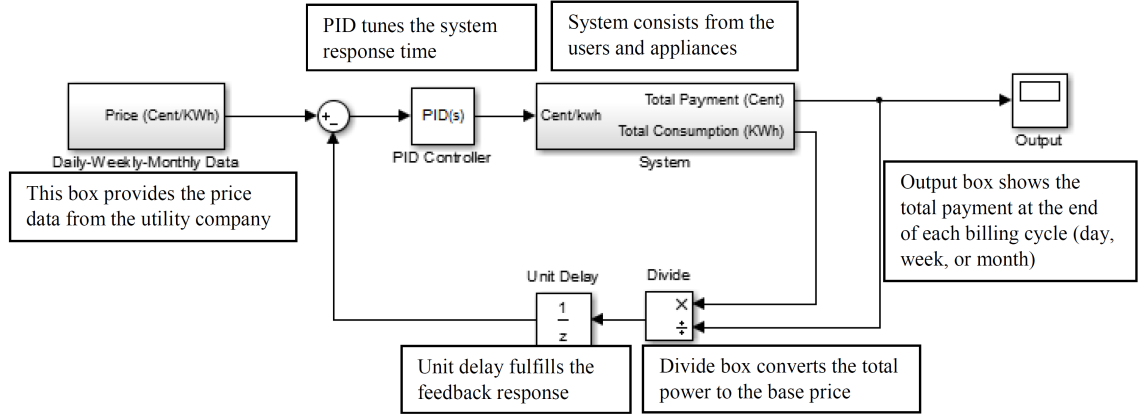 PID tunes the system
response time
System consists from the
users and appliances
Price (Cent/KWh)
+
-
PID(s)
Cent/kwh
Total Payment (Cent)
Total Consumption (KWh)
Daily-Weekly-Monthly Data
PID Controller
System
Output
This box provides the price
data from the utility company
Output box shows the
total payment at the end
of each billing cycle (day,
week, or month)
Unit Delay
Divide
1
z
×
÷
Unit delay fulfills the
feedback response
Divide box converts the total
power to the base price